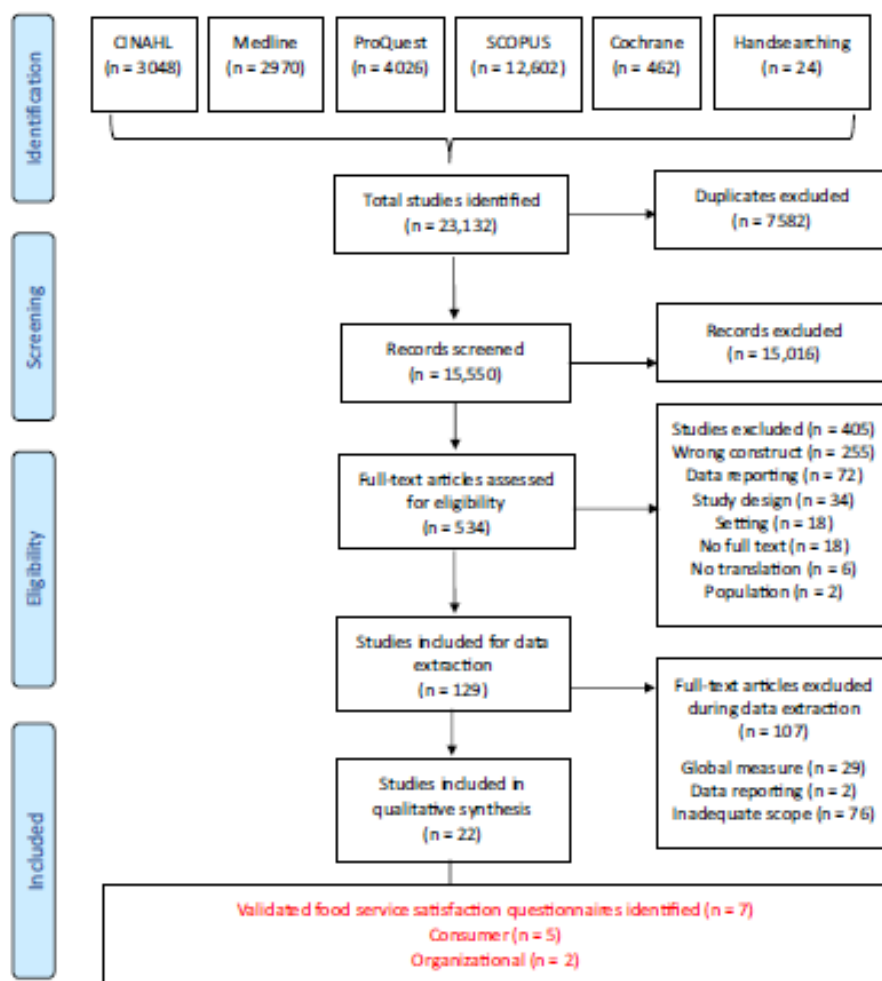 Identification
CINAHL
(n = 3048)
Medline
(n = 2970)
ProQuest
(n = 4026)
SCOPUS
(n = 12,602)
Cochrane
(n = 462)
Handsearching
(n = 24)
Total studies identified
(n = 23,132)
Duplicates excluded
(n = 7582)
Screening
Records screened
(n = 15,550)
Records excluded
(n = 15,016)
Eligibility
Full-text articles assessed
for eligibility
(n = 534)
Studies excluded (n = 405)
Wrong construct (n = 255)
Data reporting (n = 72)
Study design (n = 34)
Setting (n = 18)
No full text (n = 18)
No translation (n = 6)
Population (n = 2)
Studies included for data
extraction
(n = 129)
Full-text articles excluded
during data extraction
(n = 107)
Global measure (n = 29)
Data reporting (n = 2)
Inadequate scope (n = 76)
Included
Studies included in
qualitative synthesis
(n = 22)
Validated food service satisfaction questionnaires identified (n = 7)
Consumer (n = 5)
Organizational (n = 2)